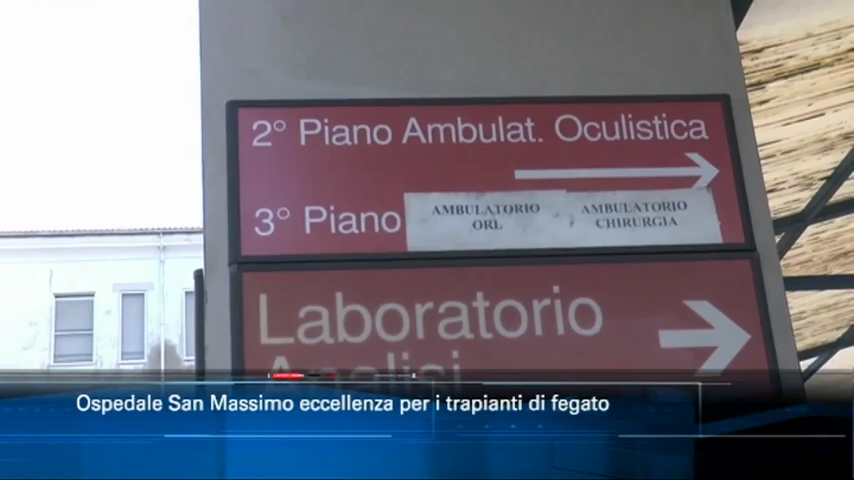 2° Piano Ambulat. Oculistica
3° Piano
AMBULATORIO
ORL
AMBULATORIO
CHIRURGIA
Laboratorio
Analisi
Ospedale San Massimo eccellenza per i trapianti di fegato